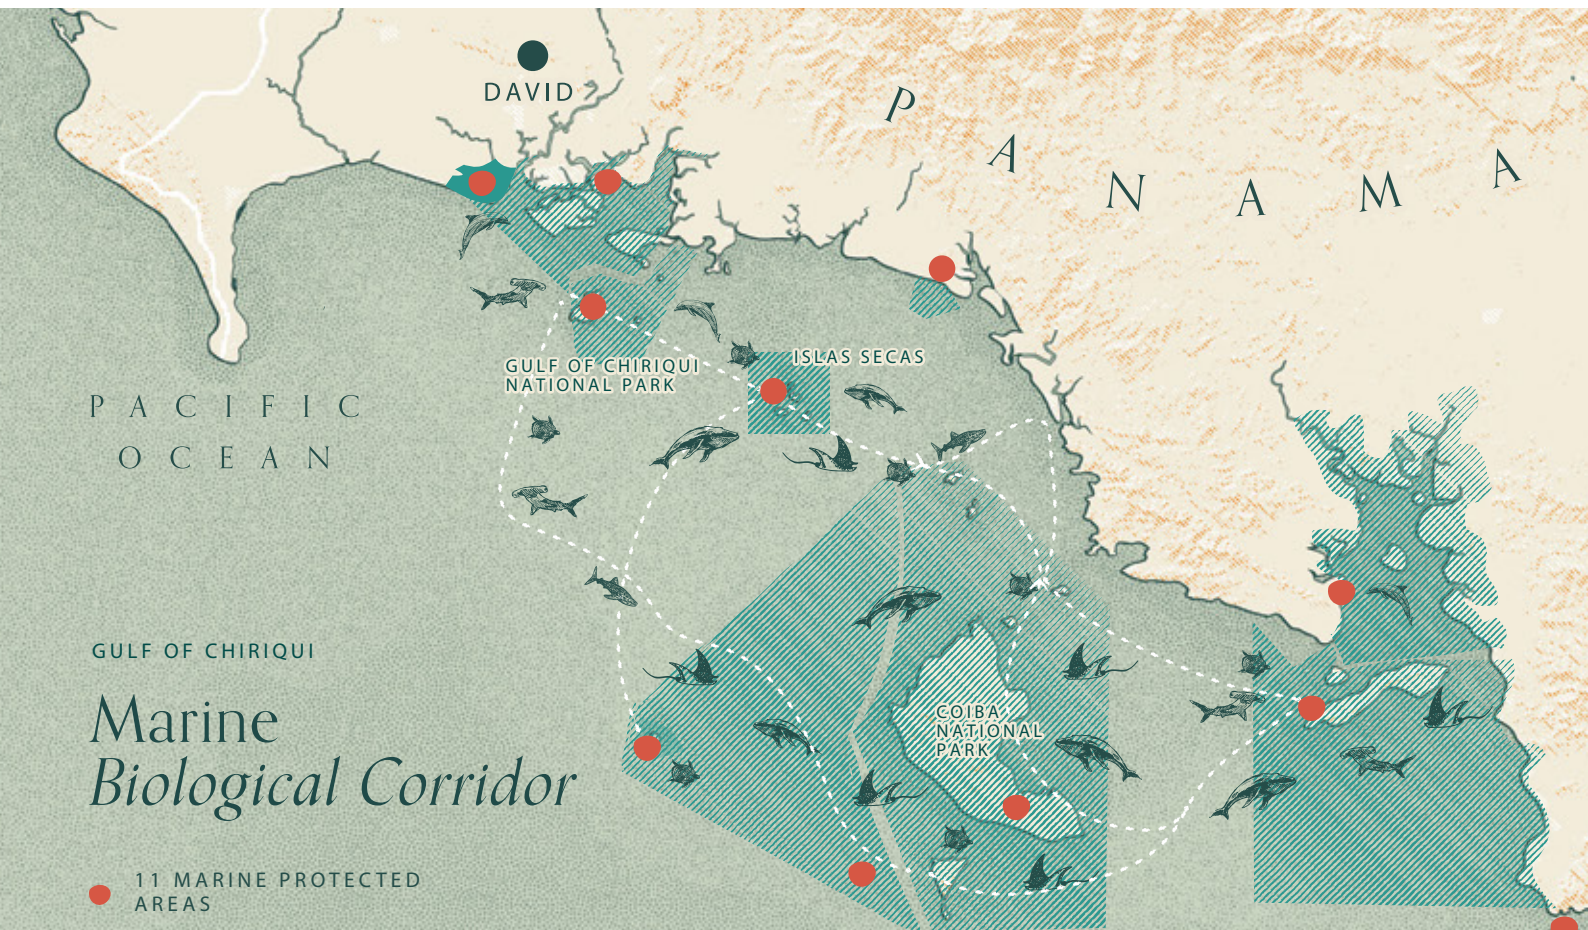 DAVID
PANAMA
GULF OF CHIRIQUI
NATIONAL PARK
ISLAS SECAS
PACIFIC
OCEAN
GULF OF CHIRIQUI
Marine
Biological Corridor
COIBA
NATIONAL
PARK
11 MARINE PROTECTED
AREAS